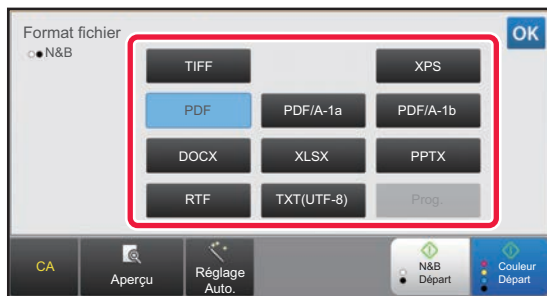 Format fichier
OK
N&B
TIFF
XPS
PDF
PDF/A-1a
PDF/A-1b
DOCX
XLSX
PPTX
RTF
TXT(UTF-8)
Prog.
CA
Aperçu
Réglage
Auto.
N&B
Départ
Couleur
Départ